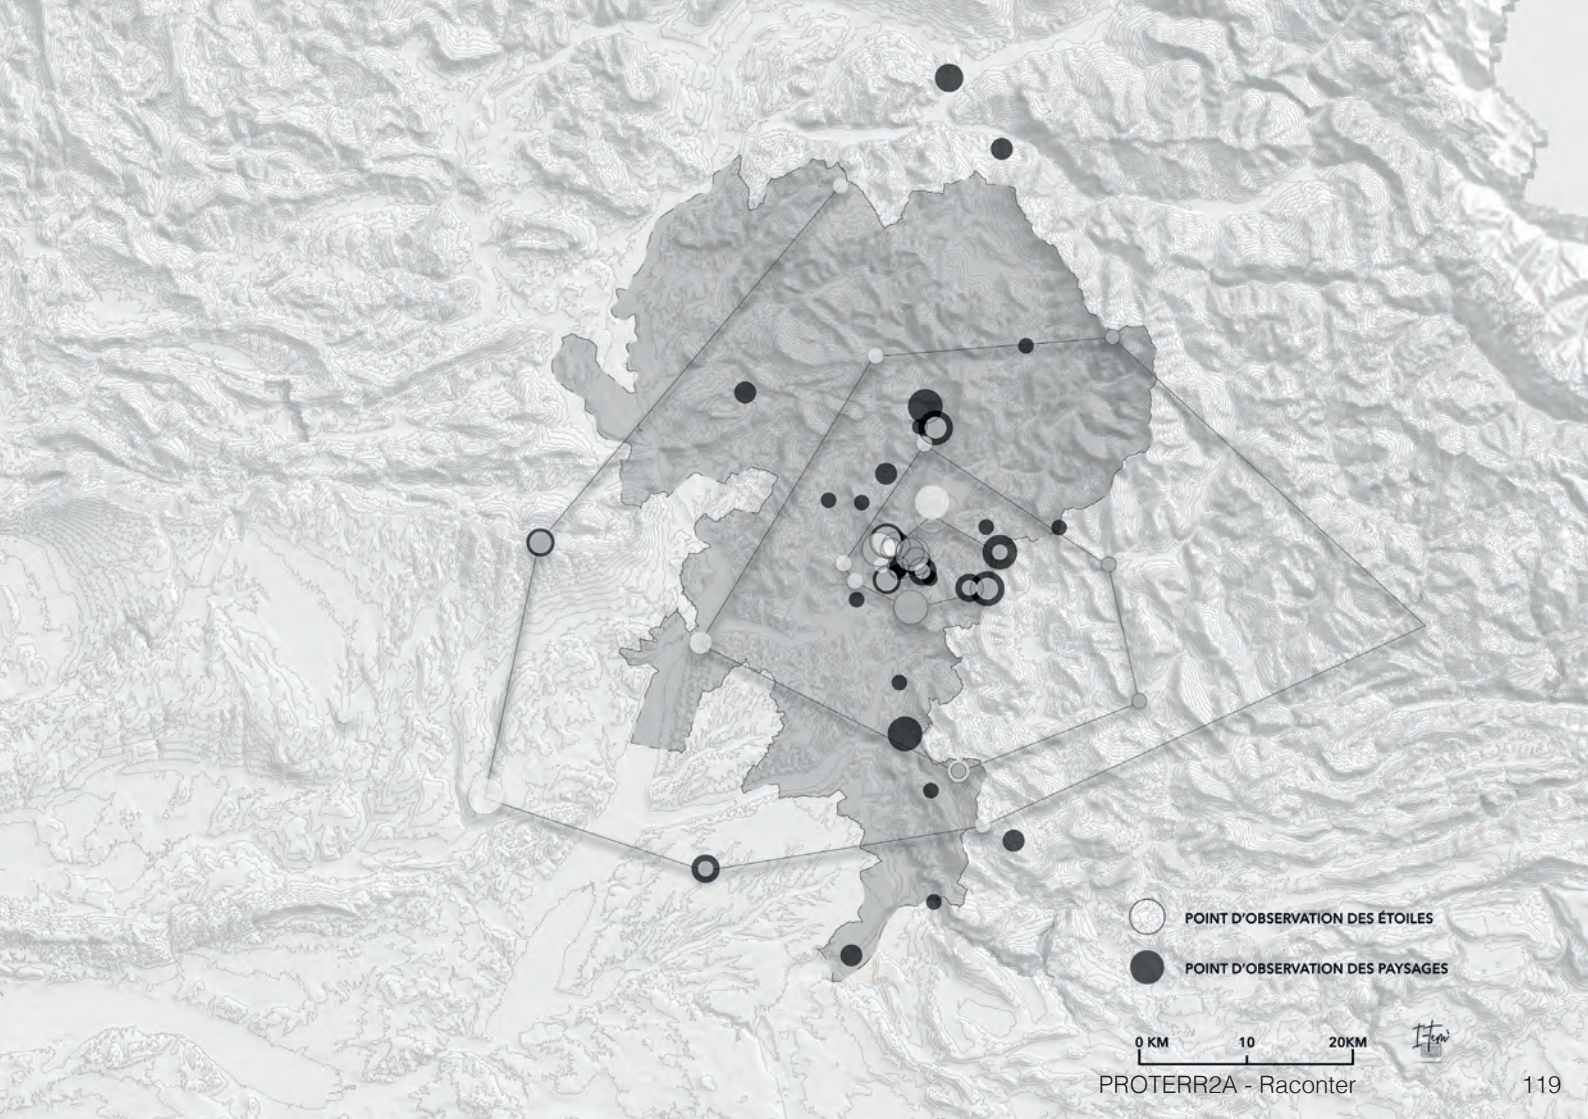 POINT D'OBSERVATION DES ÉTOILES
POINT D'OBSERVATION DES PAYSAGES
0 KM 10 20KM
PROTERR2A - Raconter 119